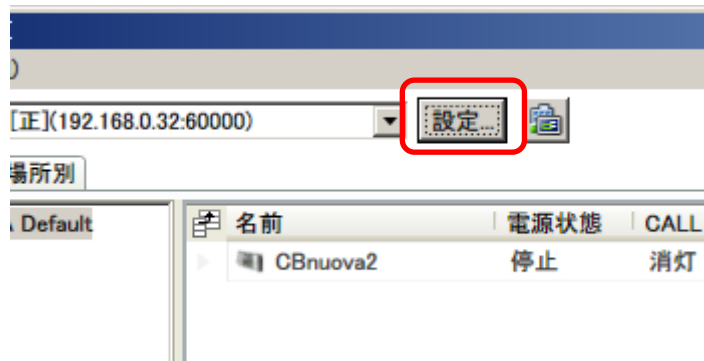 )
[正](192.168.0.32:60000) 設定...
場所別
Default 名前 電源状態 CALL
CBnuova2 停止 消灯